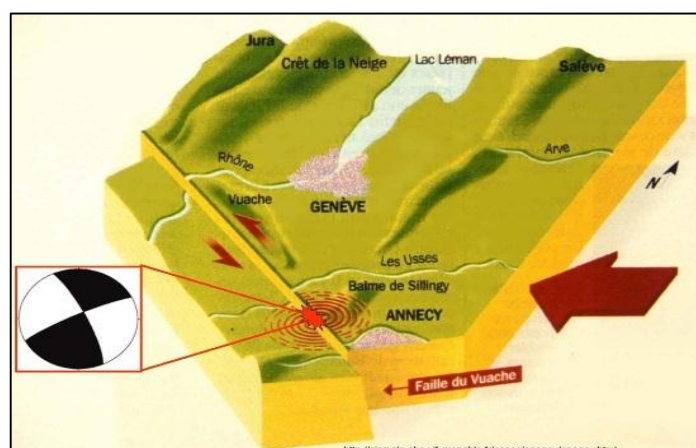 Jura
Crêt de la Neige
Lac Léman
Salève
Rhône
Arve
N
Vuache
GENÈVE
Les Usses
Balme de Sillingy
ANNECY
Faille du Vuache